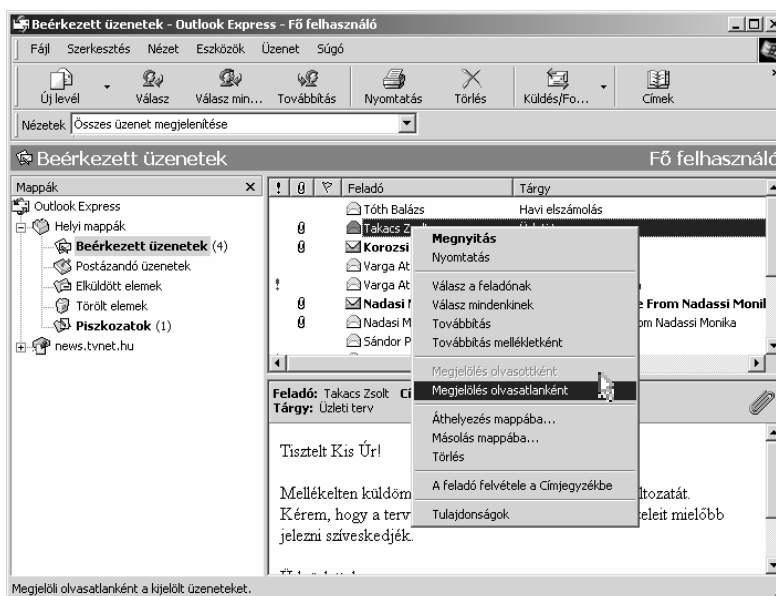 Beérkezett üzenetek - Outlook Express - Fő felhasználó
Fájl Szerkesztés Nézet Eszközök Üzenet Súgó
Új levél Válasz Válasz min... Továbbítás Nyomtatás Törlés Küldés/Fo... Címek
Nézetek Összes üzenet megjelenítése
Beérkezett üzenetek Fő felhasználó
Mappák
Outlook Express
Helyi mappák
Beérkezett üzenetek (4)
Postázandó üzenetek
Elküldött elemek
Törölt elemek
Piszkozatok (1)
news.tvnet.hu
! Feladó Tárgy
Tóth Balázs Havi elszámolás
Takacs
Korozsi
Varga At
! Varga At
Nadasi e From Nadassi Monil
Nadasi M om Nadassi Monika
Sándor P
Megnyitás
Nyomtatás
Válasz a feladónak
Válasz mindenkinek
Továbbítás
Továbbítás mellékletként
Megjelölés olvasottként
Megjelölés olvasatlanként
Áthelyezés mappába...
Másolás mappába...
Törlés
A feladó felvétele a Címjegyzékbe
Tulajdonságok
Feladó: Takacs Zsolt
Tárgy: Üzleti terv
Tisztelt Kis Úr!
Mellékelten küldöm ltozatát.
Kérem, hogy a terv eleit mielőbb
jelezni szíveskedjék.
Megjelöli olvasatlanként a kijelölt üzeneteket.